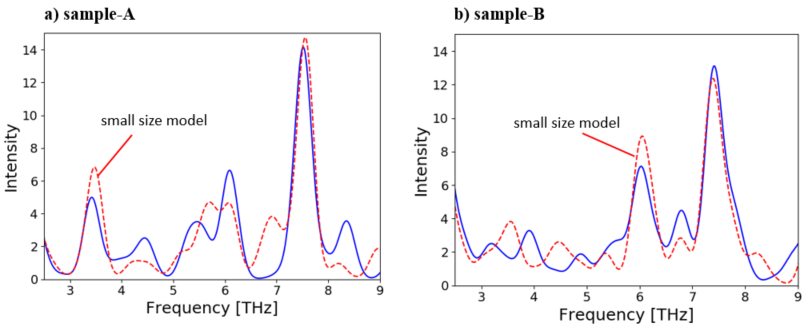 a) sample-A
14
12
10
8
6
4
2
0
Intensity
small size model
3 4 5 6 7 8 9
Frequency [THz]
b) sample-B
14
12
10
8
6
4
2
0
Intensity
small size model
3 4 5 6 7 8 9
Frequency [THz]